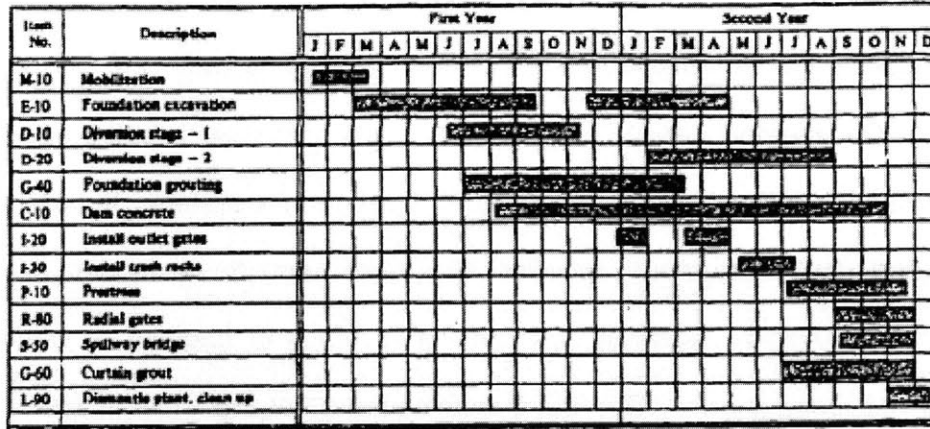 Item No. Description First Year Second Year
J F M A M J J A S O N D J F M A M J J A S O N D
M-10 Mobilization
E-10 Foundation excavation
D-10 Diversion stage – 1
D-20 Diversion stage – 2
G-40 Foundation grouting
C-10 Dam concrete
I-20 Install outlet gates
I-30 Install trash racks
P-10 Prestress
R-80 Radial gates
S-50 Spillway bridge
G-60 Curtain grout
L-90 Dismantle plant, clean up